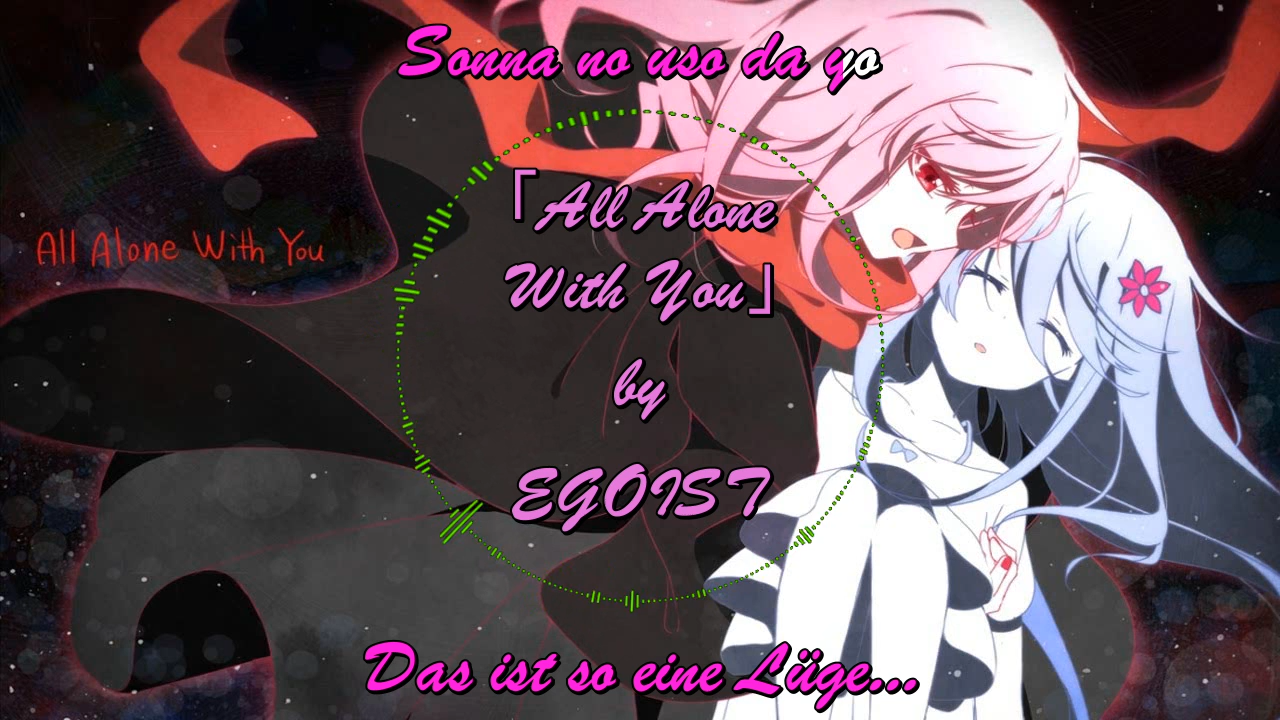 Sonna no uso da yo
「All Alone
With You」
All Alone With You
by
EGOIST
Das ist so eine Lüge...